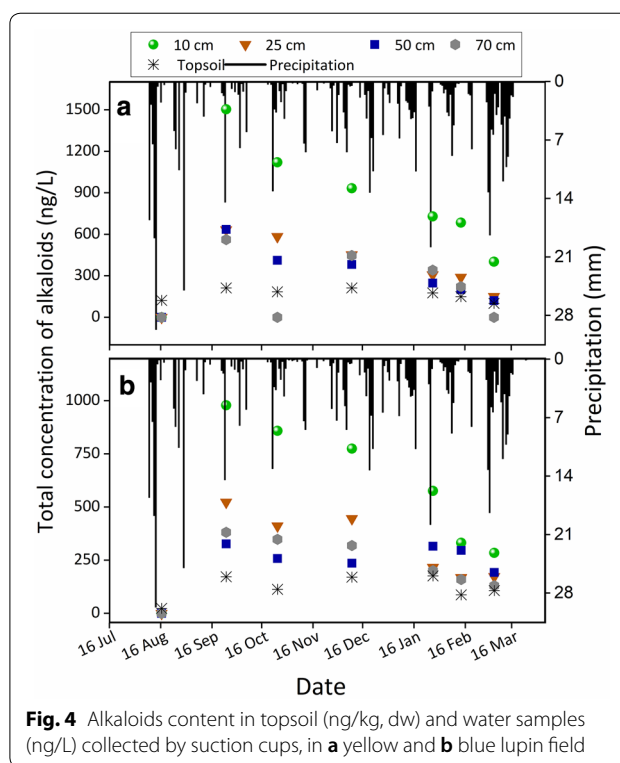 10 cm 25 cm 50 cm 70 cm
Topsoil Precipitation
a
1500
1200
900
600
300
0
0
7
14
21
28
b
1000
750
500
250
0
0
7
14
21
28
Total concentration of alkaloids (ng/L)
Precipitation (mm)
16 Jul 16 Aug 16 Sep 16 Oct 16 Nov 16 Dec 16 Jan 16 Feb 16 Mar
Date
Fig. 4 Alkaloids content in topsoil (ng/kg, dw) and water samples
(ng/L) collected by suction cups, in a yellow and b blue lupin field